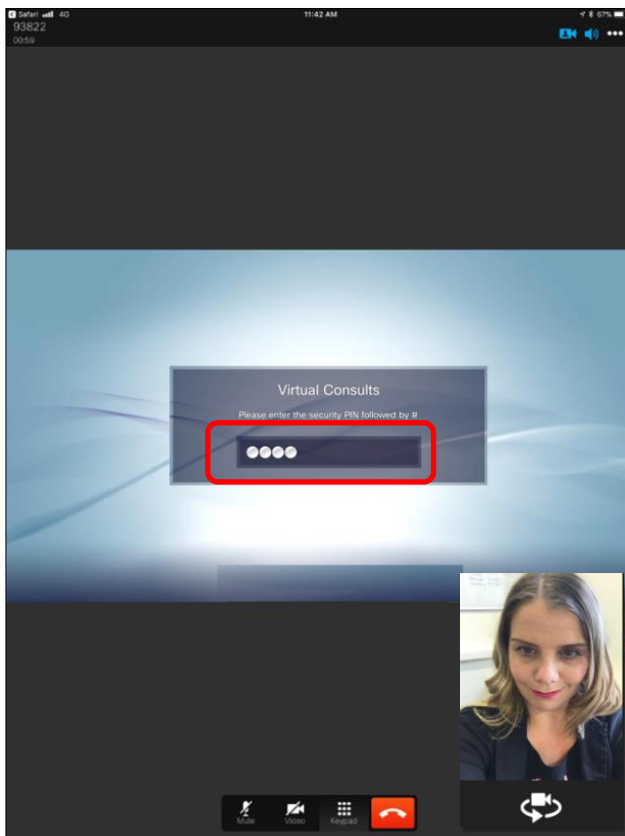 Safari 4G 11:42 AM 67%
93822
00:59
Virtual Consults
Please enter the security PIN followed by #
Mute Video Keypad